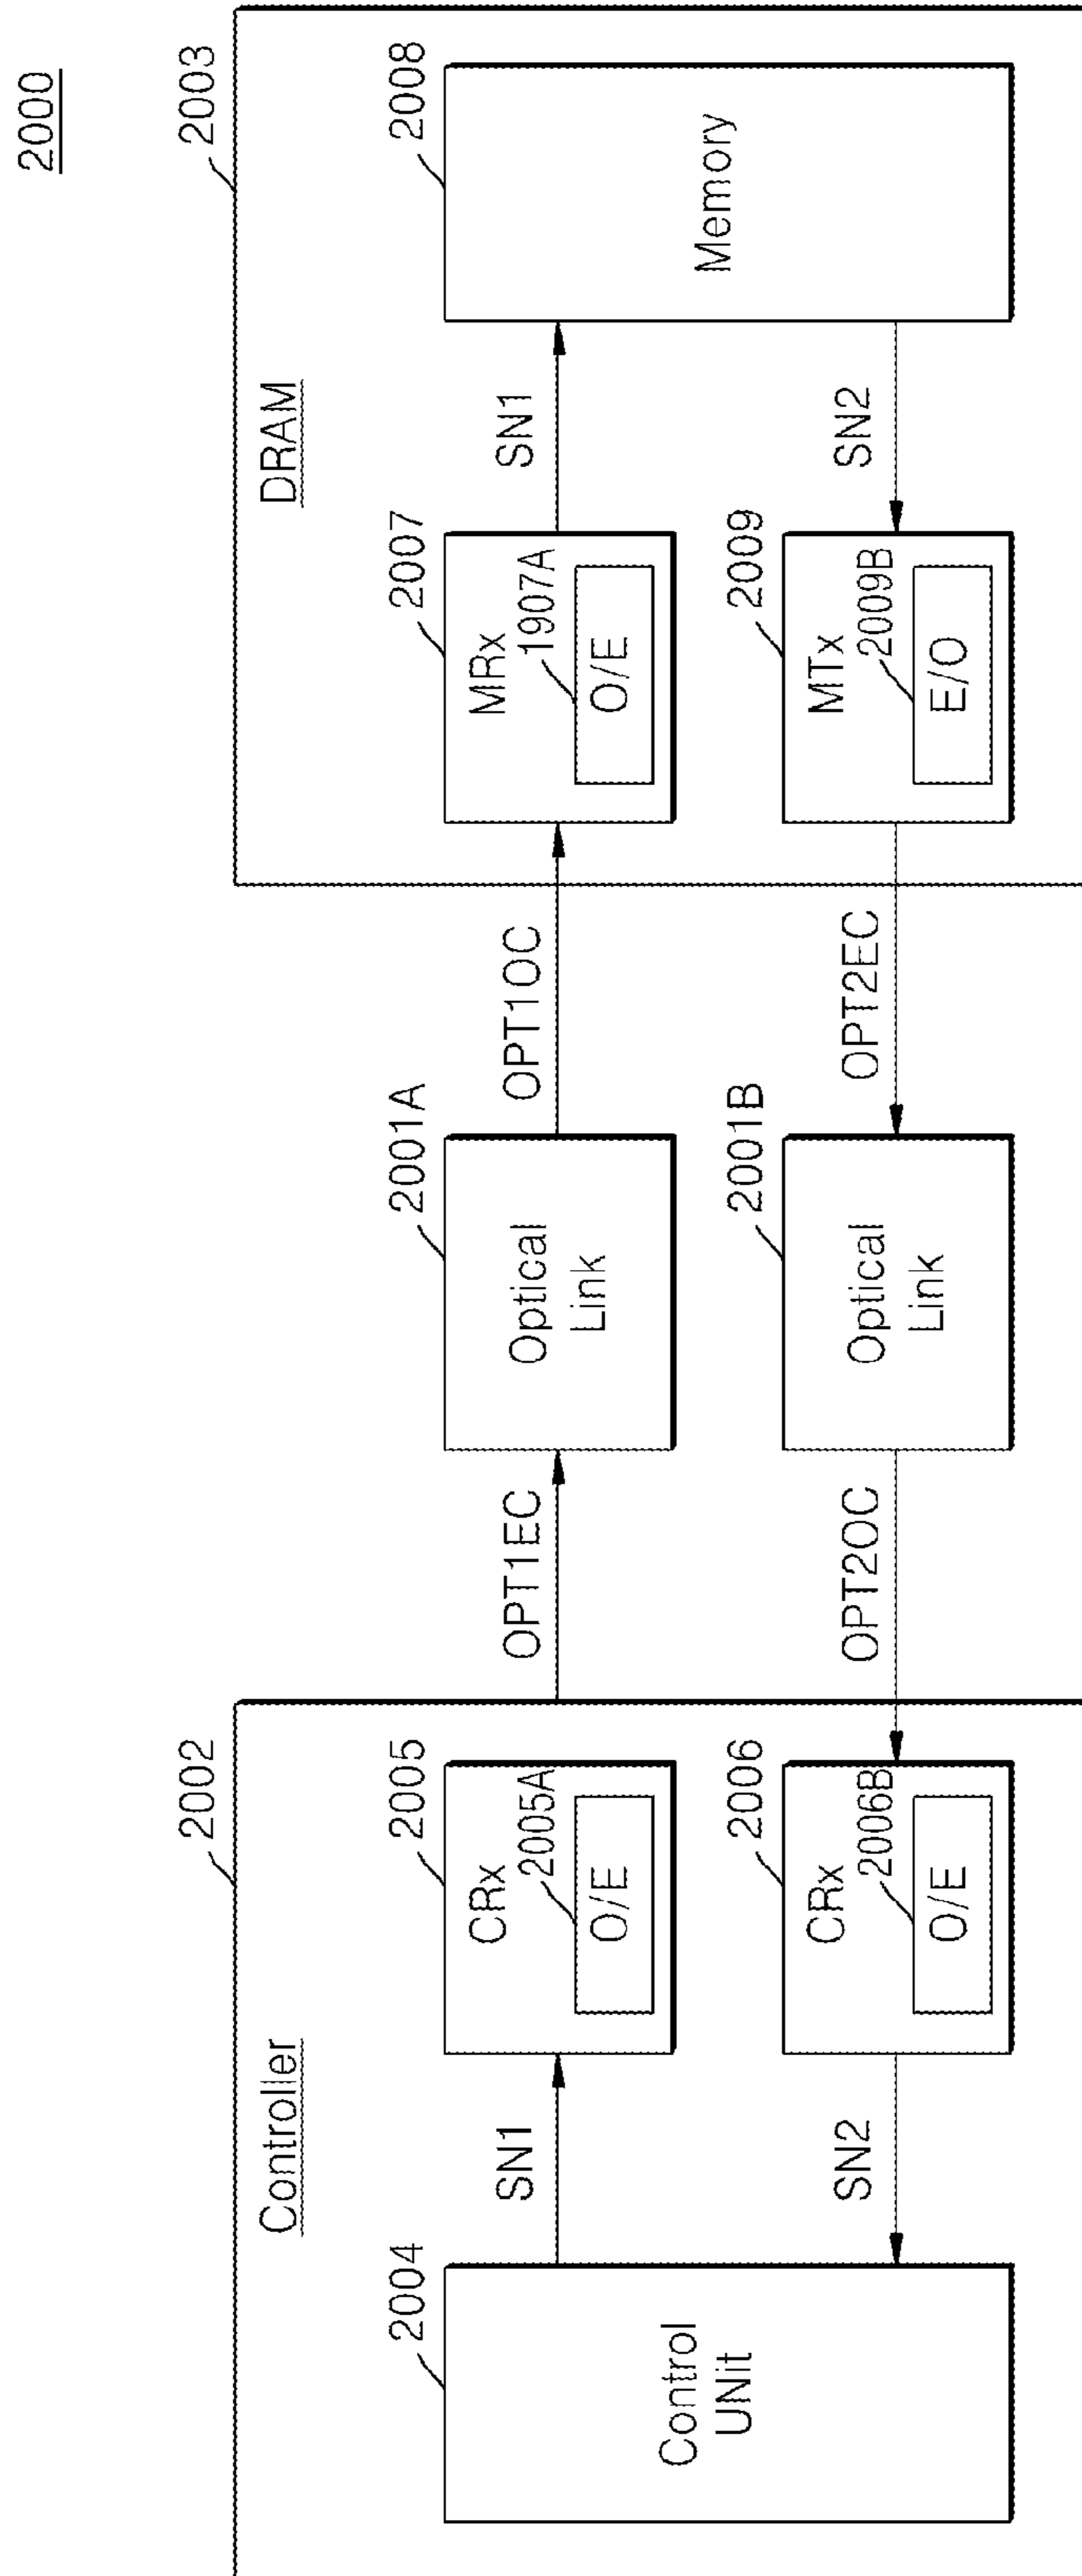 2000
2002
2003
Controller
DRAM
2004
2005
2001A
2007
2008
Control
UNit
SN1
CRx
2005A
O/E
OPT1EC
Optical
Link
OPT1OC
MRx
1907A
O/E
SN1
Memory
2006
2001B
2009
SN2
CRx
2006B
O/E
OPT2OC
Optical
Link
OPT2EC
MTx
2009B
E/O
SN2